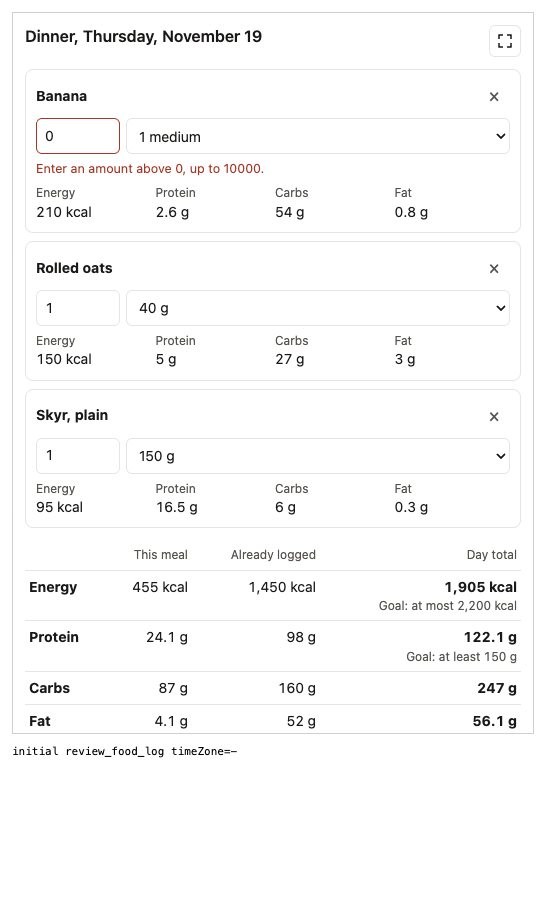 Dinner, Thursday, November 19
Banana
0
1 medium
Enter an amount above 0, up to 10000.
Energy Protein Carbs Fat
210 kcal 2.6 g 54 g 0.8 g
Rolled oats
1
40 g
Energy Protein Carbs Fat
150 kcal 5 g 27 g 3 g
Skyr, plain
1
150 g
Energy Protein Carbs Fat
95 kcal 16.5 g 6 g 0.3 g
This meal Already logged Day total
Energy 455 kcal 1,450 kcal 1,905 kcal
Goal: at most 2,200 kcal
Protein 24.1 g 98 g 122.1 g
Goal: at least 150 g
Carbs 87 g 160 g 247 g
Fat 4.1 g 52 g 56.1 g
initial review_food_log timeZone=—